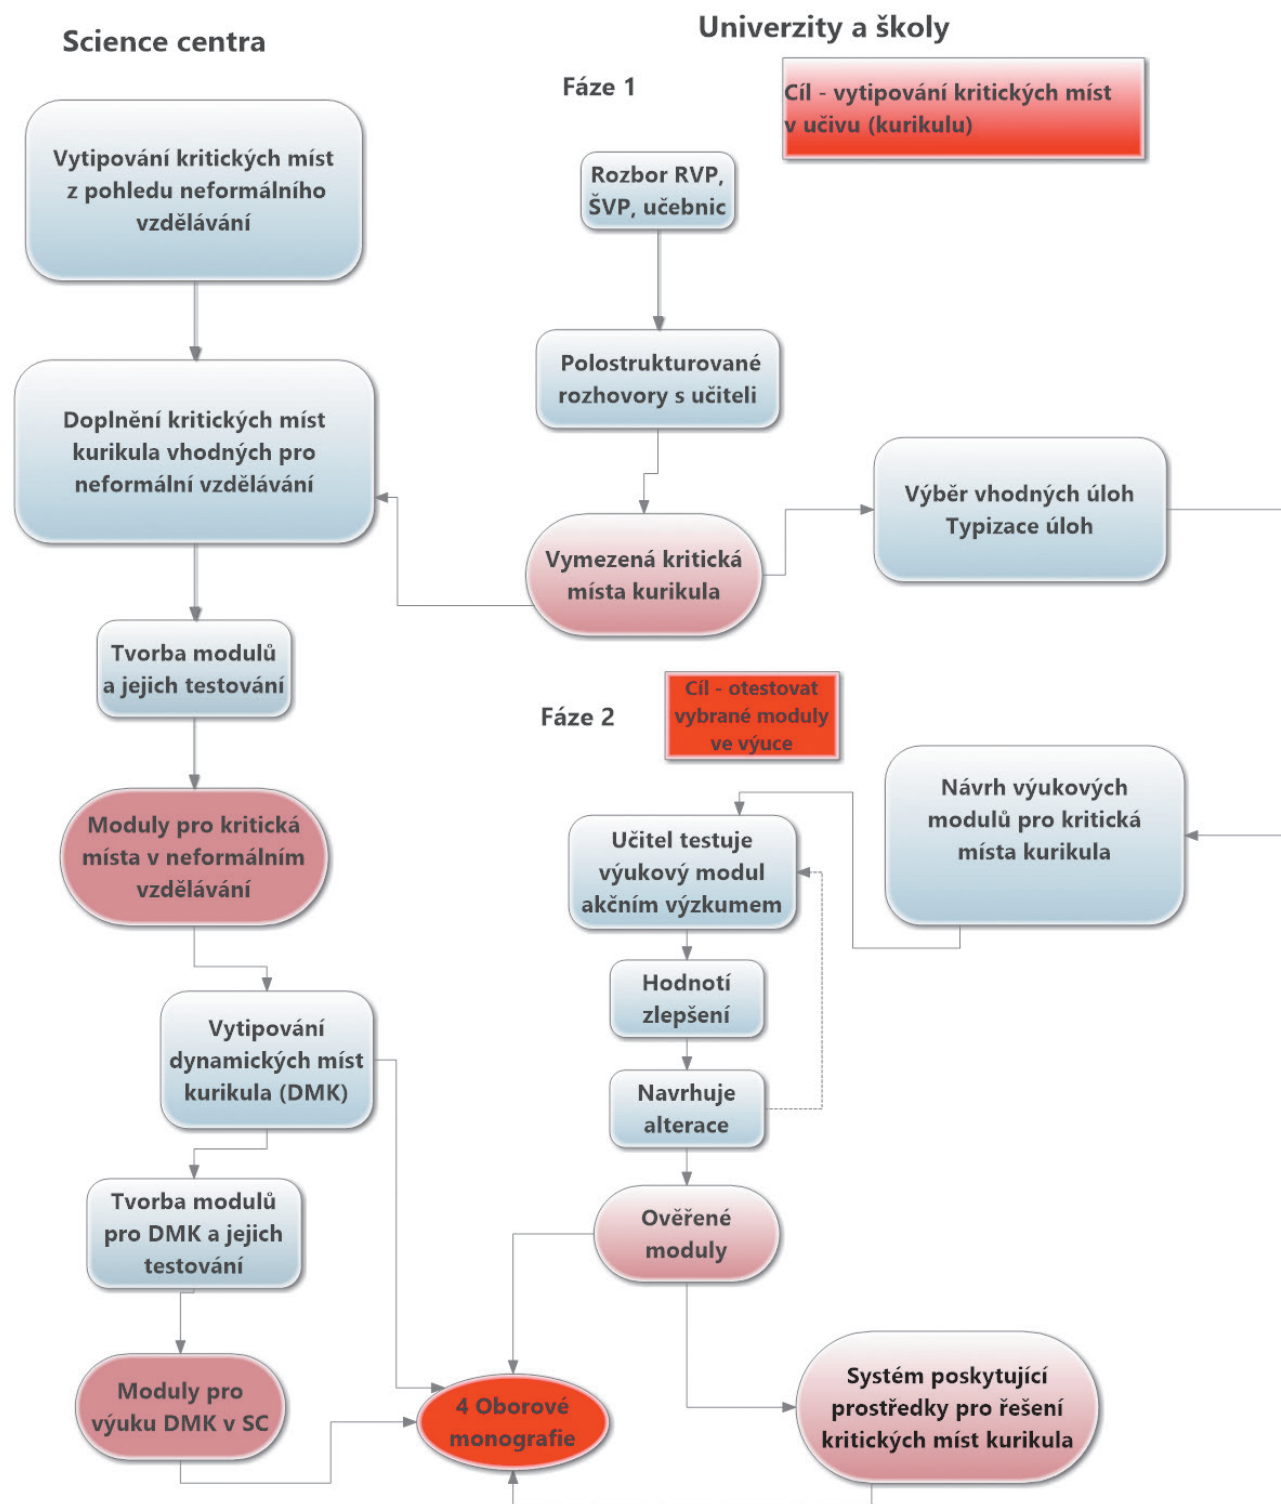 Science centra
Univerzity a školy
Fáze 1
Cíl - vytipování kritických míst
v učivu (kurikulu)
Vytipování kritických míst
z pohledu neformálního
vzdělávání
Rozbor RVP,
ŠVP, učebnic
Polostrukturované
rozhovory s učiteli
Doplnění kritických míst
kurikula vhodných pro
neformální vzdělávání
Výběr vhodných úloh
Typizace úloh
Vymezená kritická
místa kurikula
Tvorba modulů
a jejich testování
Fáze 2
Cíl - otestovat
vybrané moduly
ve výuce
Návrh výukových
modulů pro kritická
místa kurikula
Moduly pro kritická
místa v neformálním
vzdělávání
Učitel testuje
výukový modul
akčním výzkumem
Hodnotí
zlepšení
Vytipování
dynamických míst
kurikula (DMK)
Navrhuje
alterace
Tvorba modulů
pro DMK a jejich
testování
Ověřené
moduly
Moduly pro
výuku DMK v SC
4 Oborové
monografie
Systém poskytující
prostředky pro řešení
kritických míst kurikula